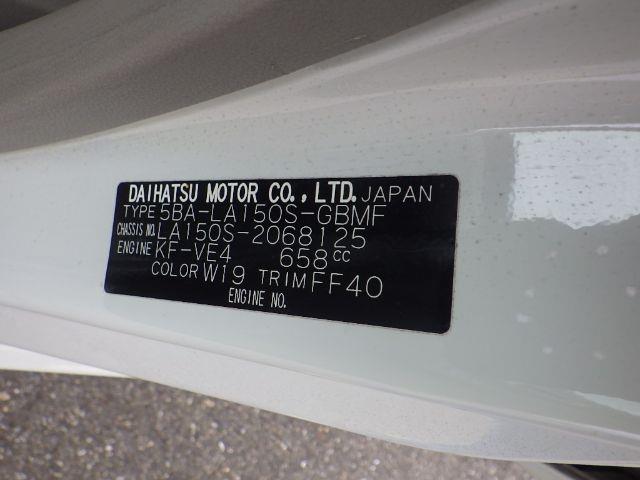 DAIHATSU MOTOR CO., LTD. JAPAN
TYPE 5BA-LA150S-GBMF
CHASSIS NO. LA150S-2068125
ENGINE KF-VE4 658cc
COLOR W19 TRIM FF40
ENGINE NO.